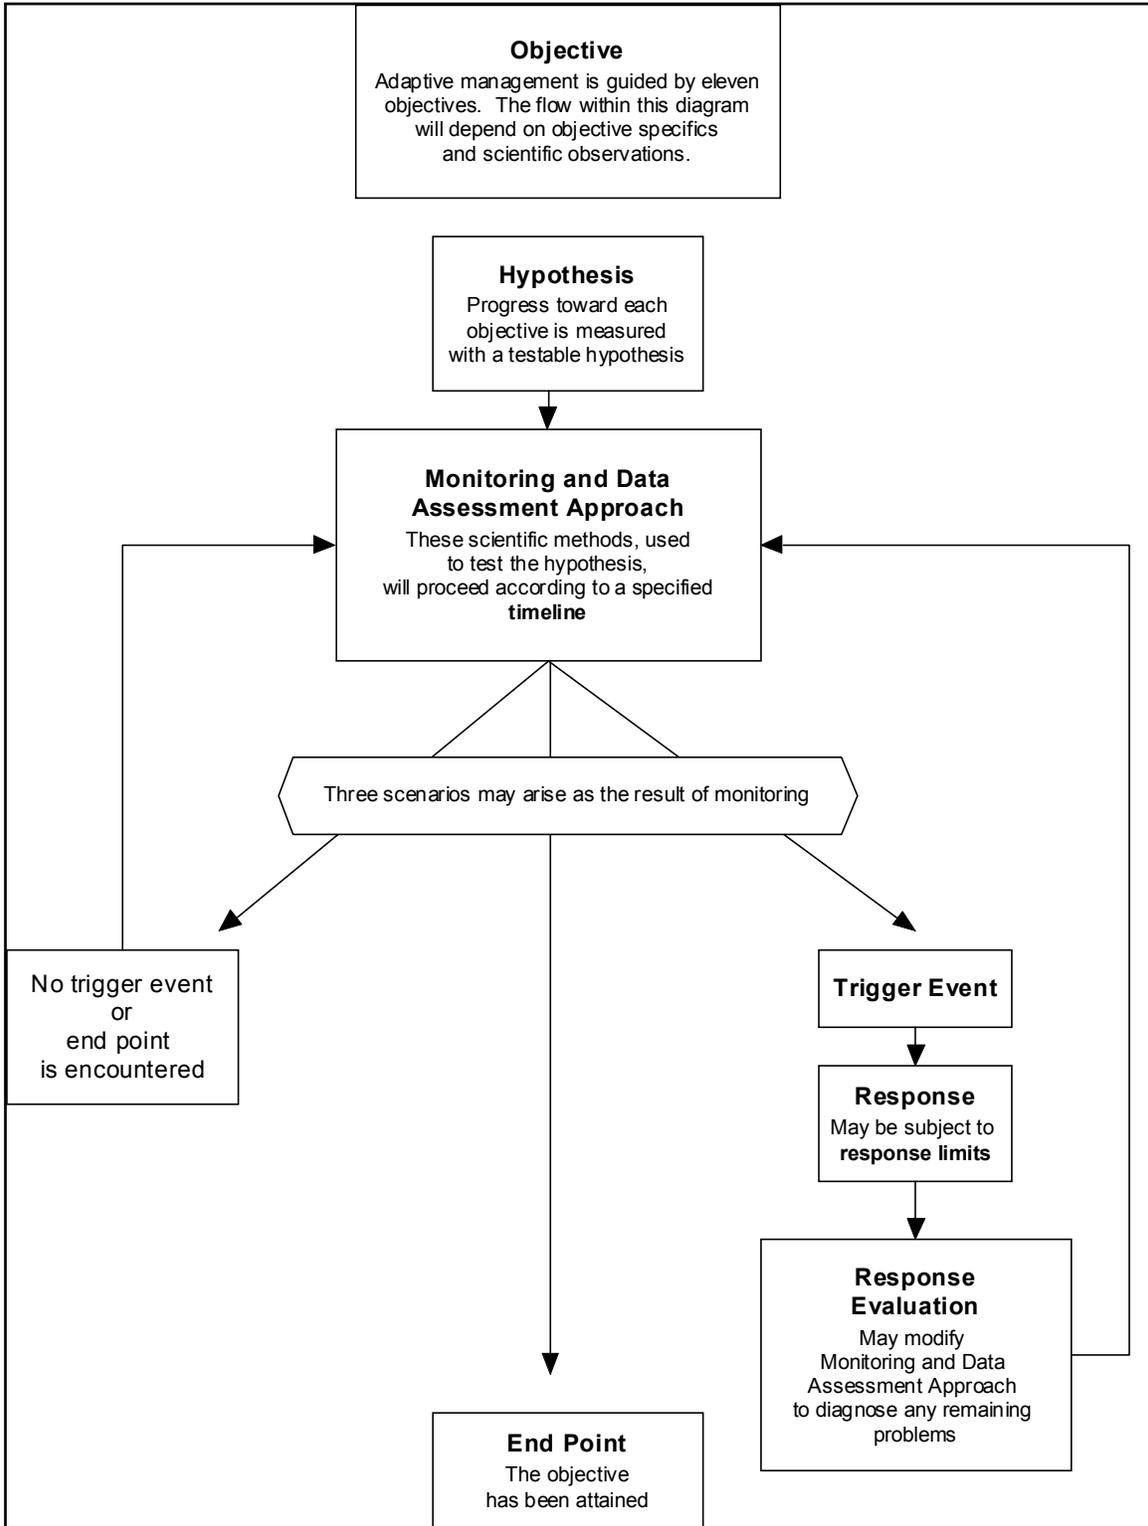 Objective
Adaptive management is guided by eleven
objectives.  The flow within this diagram
will depend on objective specifics
and scientific observations.
Hypothesis
Progress toward each
objective is measured
with a testable hypothesis
Monitoring and Data
Assessment Approach
These scientific methods, used
to test the hypothesis,
will proceed according to a specified
timeline
Three scenarios may arise as the result of monitoring
No trigger event
or
end point
is encountered
Trigger Event
Response
May be subject to
response limits
Response
Evaluation
May modify
Monitoring and Data
Assessment Approach
to diagnose any remaining
problems
End Point
The objective
has been attained